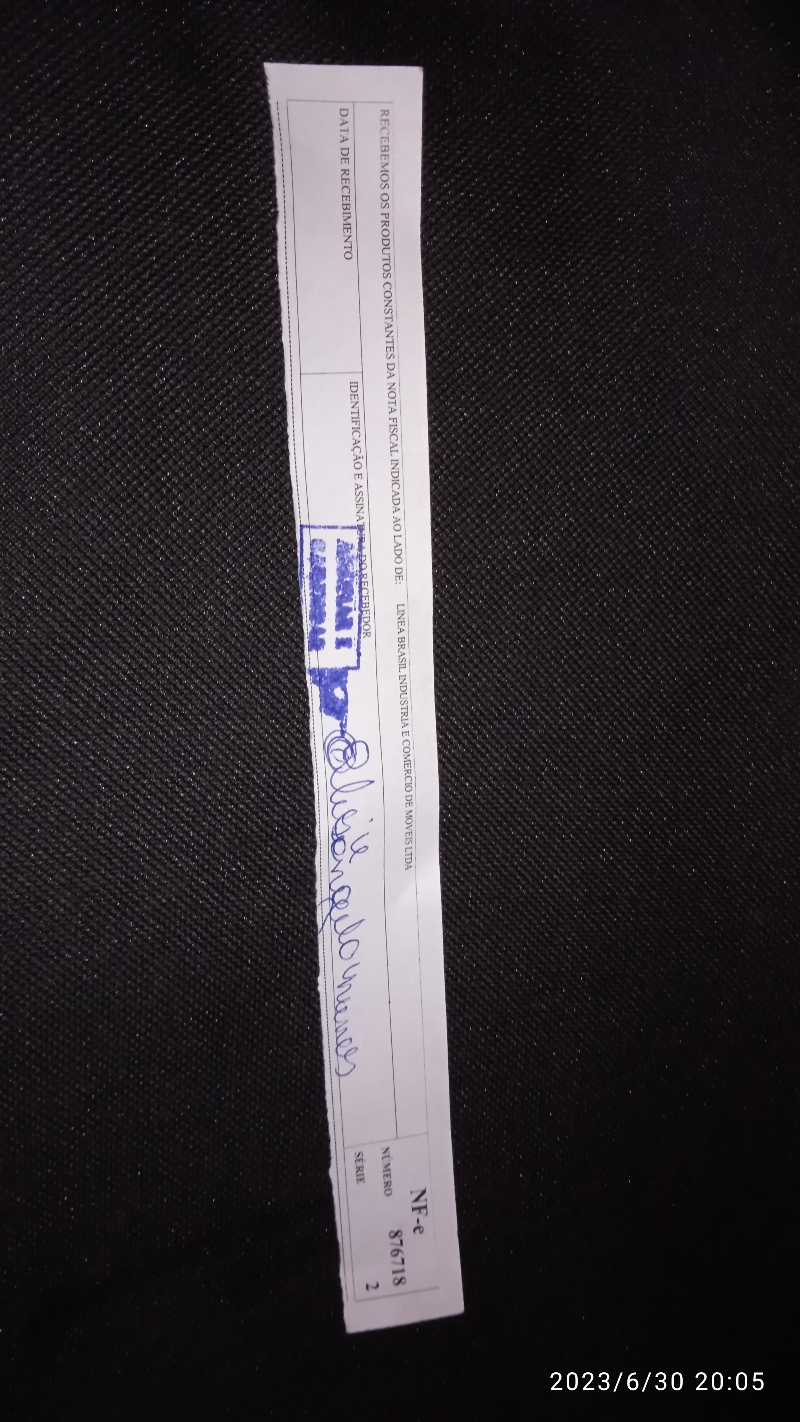 RECEBEMOS OS PRODUTOS CONSTANTES DA NOTA FISCAL INDICADA AO LADO DE: LINEA BRASIL INDUSTRIA E COMERCIO DE MOVEIS LTDA
NF-e
NÚMERO 876718
SÉRIE 2
DATA DE RECEBIMENTO
IDENTIFICAÇÃO E ASSINATURA DO RECEBEDOR
2023/6/30 20:05